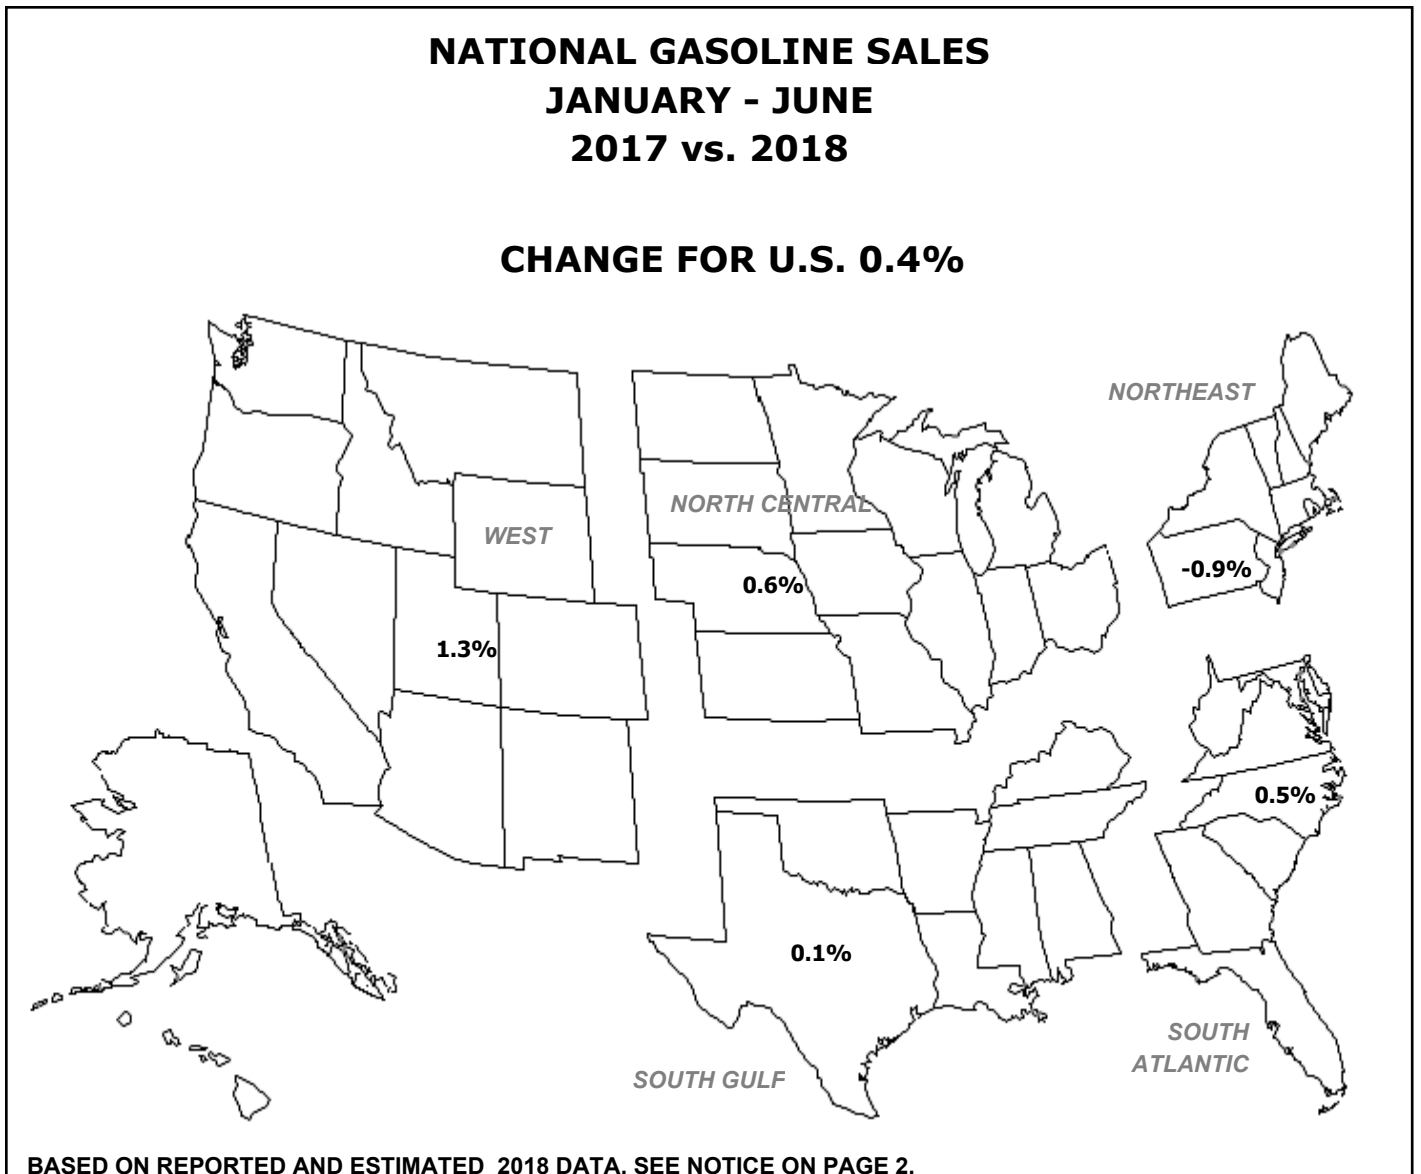 NATIONAL GASOLINE SALES
JANUARY - JUNE
2017 vs. 2018
CHANGE FOR U.S. 0.4%
NORTHEAST
NORTH CENTRAL
WEST
-0.9%
0.6%
1.3%
0.5%
0.1%
SOUTH
ATLANTIC
SOUTH GULF
BASED ON REPORTED AND ESTIMATED 2018 DATA. SEE NOTICE ON PAGE 2.